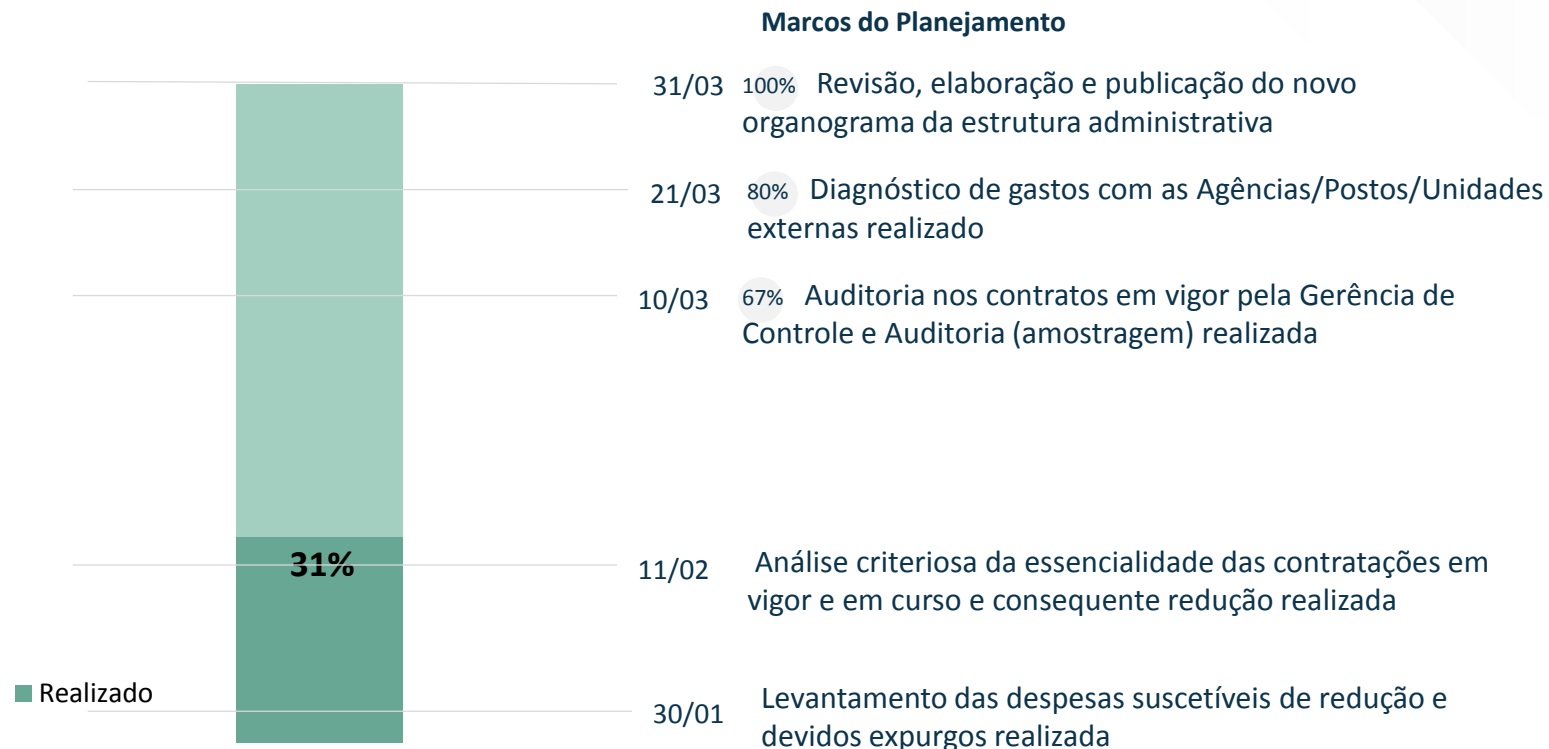 Marcos do Planejamento
31/03 100% Revisão, elaboração e publicação do novo
organograma da estrutura administrativa
21/03 80% Diagnóstico de gastos com as Agências/Postos/Unidades
externas realizado
10/03 67% Auditoria nos contratos em vigor pela Gerência de
Controle e Auditoria (amostragem) realizada
31%
11/02 Análise criteriosa da essencialidade das contratações em
vigor e em curso e consequente redução realizada
Realizado
30/01 Levantamento das despesas suscetíveis de redução e
devidos expurgos realizada